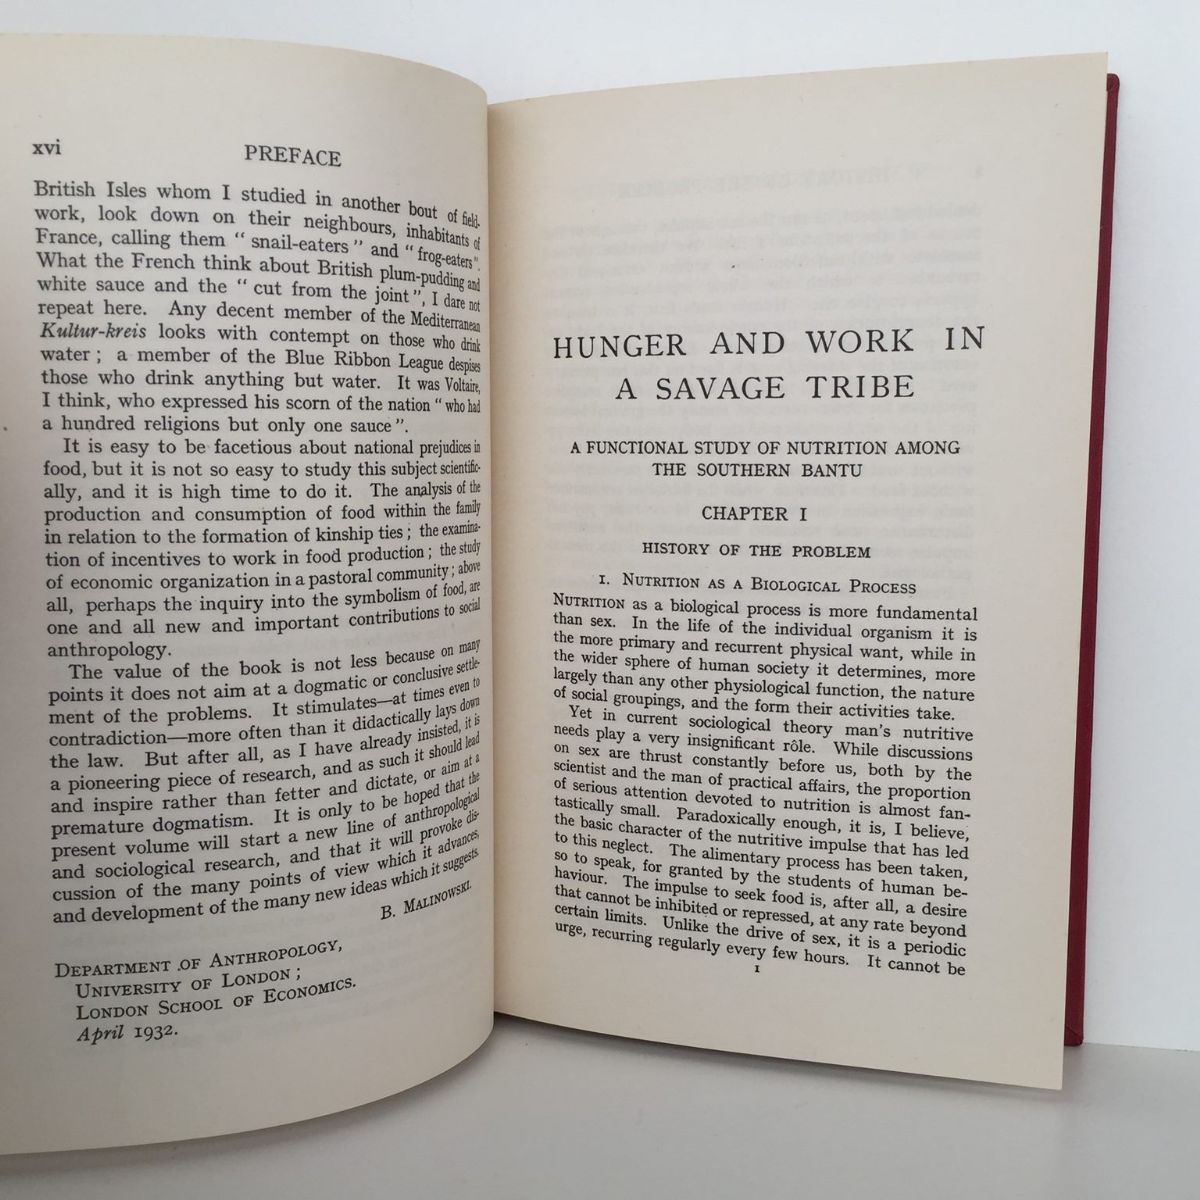 xvi
PREFACE
British Isles whom I studied in another bout of field-
work, look down on their neighbours, inhabitants of
France, calling them " snail-eaters " and " frog-eaters ".
What the French think about British plum-pudding and
white sauce and the " cut from the joint ", I dare not
repeat here. Any decent member of the Mediterranean
Kultur-kreis looks with contempt on those who drink
water ; a member of the Blue Ribbon League despises
those who drink anything but water. It was Voltaire,
I think, who expressed his scorn of the nation " who had
a hundred religions but only one sauce ".
It is easy to be facetious about national prejudices in
food, but it is not so easy to study this subject scientific-
ally, and it is high time to do it. The analysis of the
production and consumption of food within the family
in relation to the formation of kinship ties ; the examina-
tion of incentives to work in food production ; the study
of economic organization in a pastoral community ; above
all, perhaps the inquiry into the symbolism of food, are
one and all new and important contributions to social
anthropology.
The value of the book is not less because on many
points it does not aim at a dogmatic or conclusive settle-
ment of the problems. It stimulates—at times even to
contradiction—more often than it didactically lays down
the law. But after all, as I have already insisted, it is
a pioneering piece of research, and as such it should lead
and inspire rather than fetter and dictate, or aim at a
premature dogmatism. It is only to be hoped that the
present volume will start a new line of anthropological
and sociological research, and that it will provoke dis-
cussion of the many points of view which it advances,
and development of the many new ideas which it suggests.
B. MALINOWSKI.
DEPARTMENT OF ANTHROPOLOGY,
UNIVERSITY OF LONDON ;
LONDON SCHOOL OF ECONOMICS.
April 1932.
HUNGER AND WORK IN
A SAVAGE TRIBE
A FUNCTIONAL STUDY OF NUTRITION AMONG
THE SOUTHERN BANTU
CHAPTER I
HISTORY OF THE PROBLEM
1. NUTRITION AS A BIOLOGICAL PROCESS
NUTRITION as a biological process is more fundamental
than sex. In the life of the individual organism it is
the more primary and recurrent physical want, while in
the wider sphere of human society it determines, more
largely than any other physiological function, the nature
of social groupings, and the form their activities take.
Yet in current sociological theory man's nutritive
needs play a very insignificant rôle. While discussions
on sex are thrust constantly before us, both by the
scientist and the man of practical affairs, the proportion
of serious attention devoted to nutrition is almost fan-
tastically small. Paradoxically enough, it is, I believe,
the basic character of the nutritive impulse that has led
to this neglect. The alimentary process has been taken,
so to speak, for granted by the students of human be-
haviour. The impulse to seek food is, after all, a desire
that cannot be inhibited or repressed, at any rate beyond
certain limits. Unlike the drive of sex, it is a periodic
urge, recurring regularly every few hours. It cannot be
1